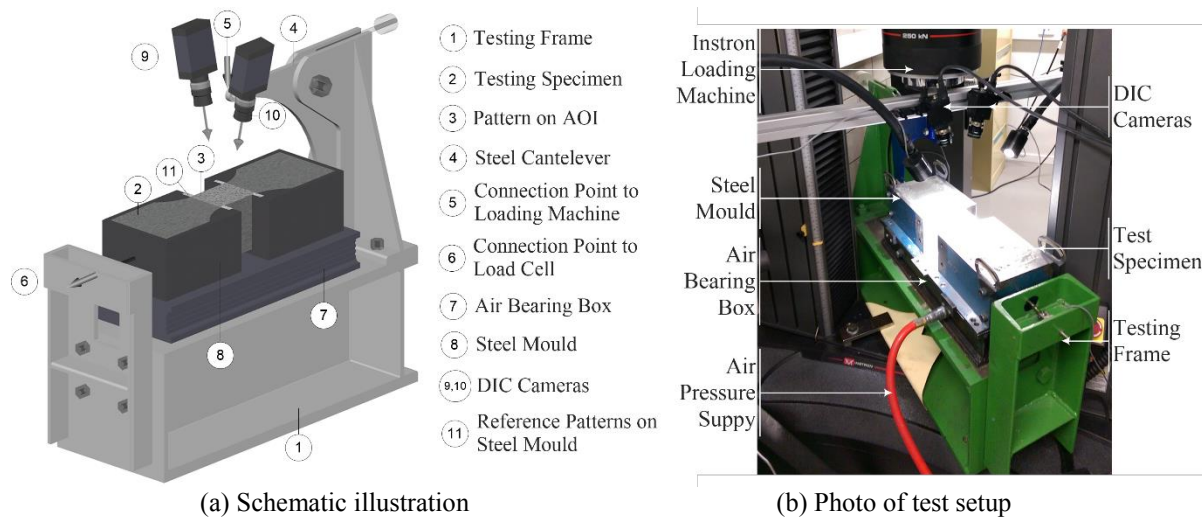 9
5
4
10
3
11
2
6
7
8
1
1 Testing Frame
2 Testing Specimen
3 Pattern on AOI
4 Steel Cantelever
5 Connection Point to
Loading Machine
6 Connection Point to
Load Cell
7 Air Bearing Box
8 Steel Mould
9,10 DIC Cameras
11 Reference Patterns on
Steel Mould
(a) Schematic illustration
Instron
Loading
Machine
Steel
Mould
Air
Bearing
Box
Air
Pressure
Suppy
250 kN
DIC
Cameras
Test
Specimen
Testing
Frame
(b) Photo of test setup